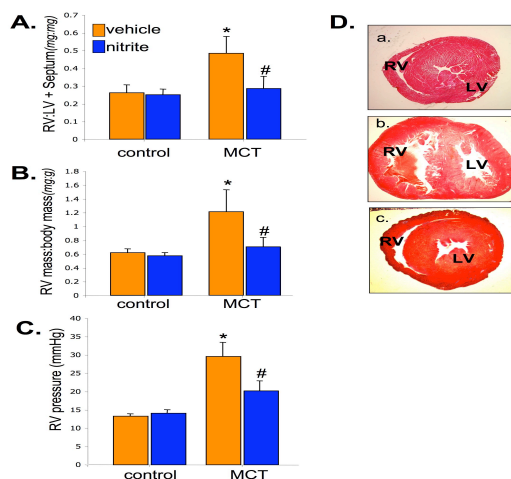 A.
vehicle
nitrite
RV:LV + Septum(mg:mg)
0.7
0.6
0.5
0.4
0.3
0.2
0.1
0
*
#
control MCT
B.
RV mass:body mass(mg:g)
1.8
1.6
1.4
1.2
1
0.8
0.6
0.4
0.2
0
*
#
control MCT
C.
RV pressure (mmHg)
35
30
25
20
15
10
5
0
*
#
control MCT
D.
a.
RV
LV
b.
RV
LV
c.
RV
LV